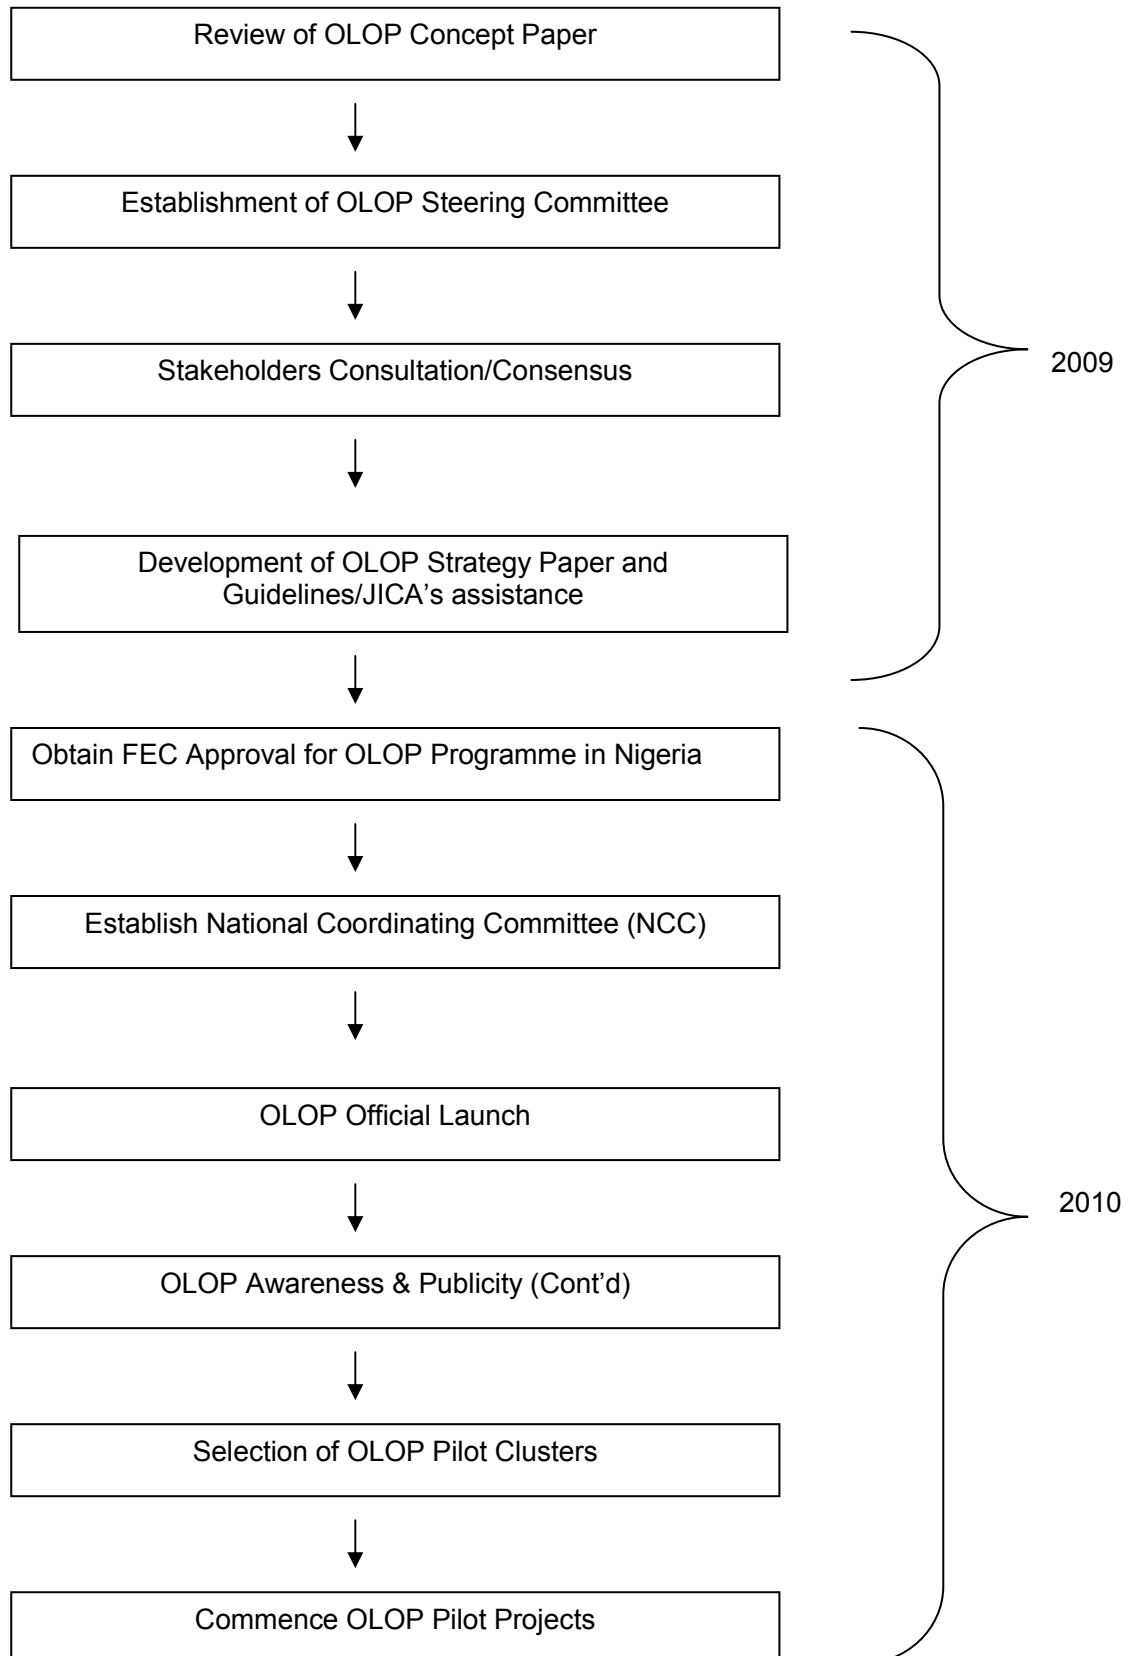 Review of OLOP Concept Paper
Establishment of OLOP Steering Committee
Stakeholders Consultation/Consensus
2009
Development of OLOP Strategy Paper and
Guidelines/JICA’s assistance
Obtain FEC Approval for OLOP Programme in Nigeria
Establish National Coordinating Committee (NCC)
OLOP Official Launch
2010
OLOP Awareness & Publicity (Cont’d)
Selection of OLOP Pilot Clusters
Commence OLOP Pilot Projects